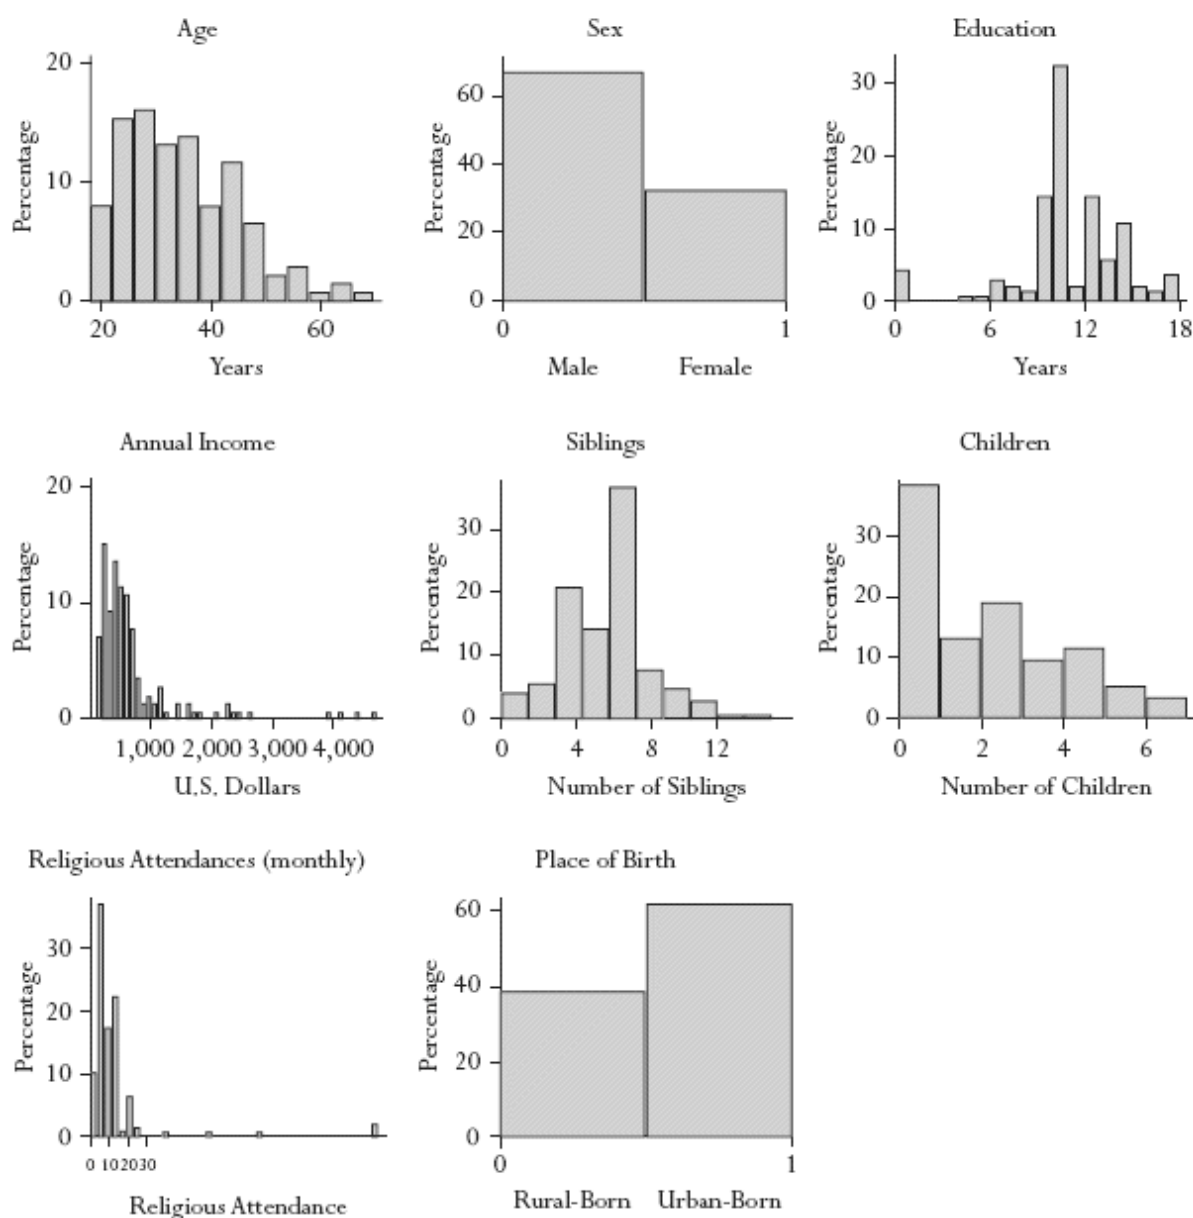 Age
20
10
0
Percentage
20 40 60
Years
Sex
60
40
20
0
Percentage
0 1
Male Female
Education
30
20
10
0
Percentage
0 6 12 18
Years
Annual Income
20
10
0
Percentage
1,000 2,000 3,000 4,000
U.S. Dollars
Siblings
30
20
10
0
Percentage
0 4 8 12
Number of Siblings
Children
30
20
10
0
Percentage
0 2 4 6
Number of Children
Religious Attendances (monthly)
30
20
10
0
Percentage
0 10 20 30
Religious Attendance
Place of Birth
60
40
20
0
Percentage
0 1
Rural-Born Urban-Born